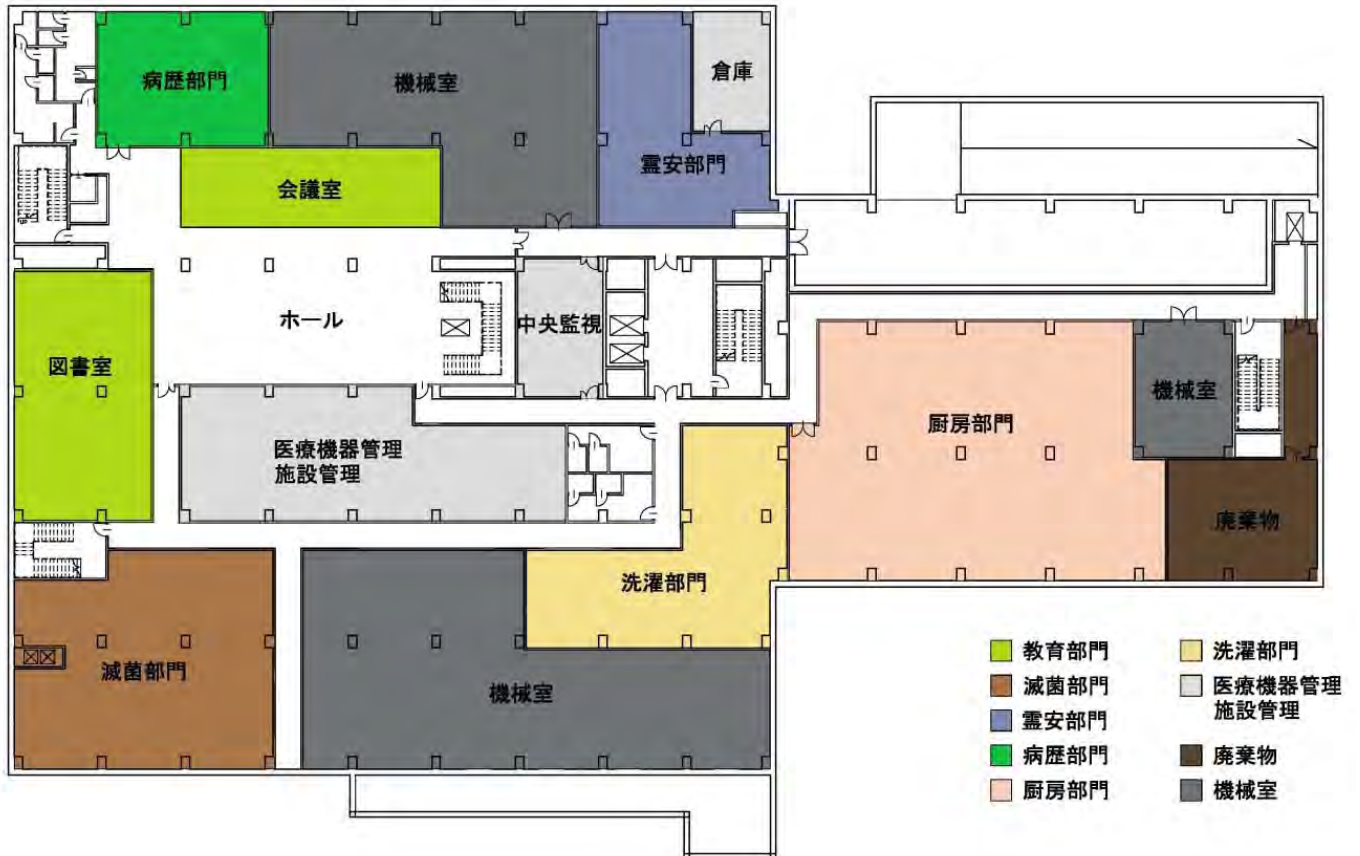 病歴部門
機械室
倉庫
霊安部門
会議室
ホール
中央監視
図書室
機械室
厨房部門
医療機器管理
施設管理
廃棄物
洗濯部門
滅菌部門
機械室
教育部門
滅菌部門
霊安部門
病歴部門
厨房部門
洗濯部門
医療機器管理
施設管理
廃棄物
機械室